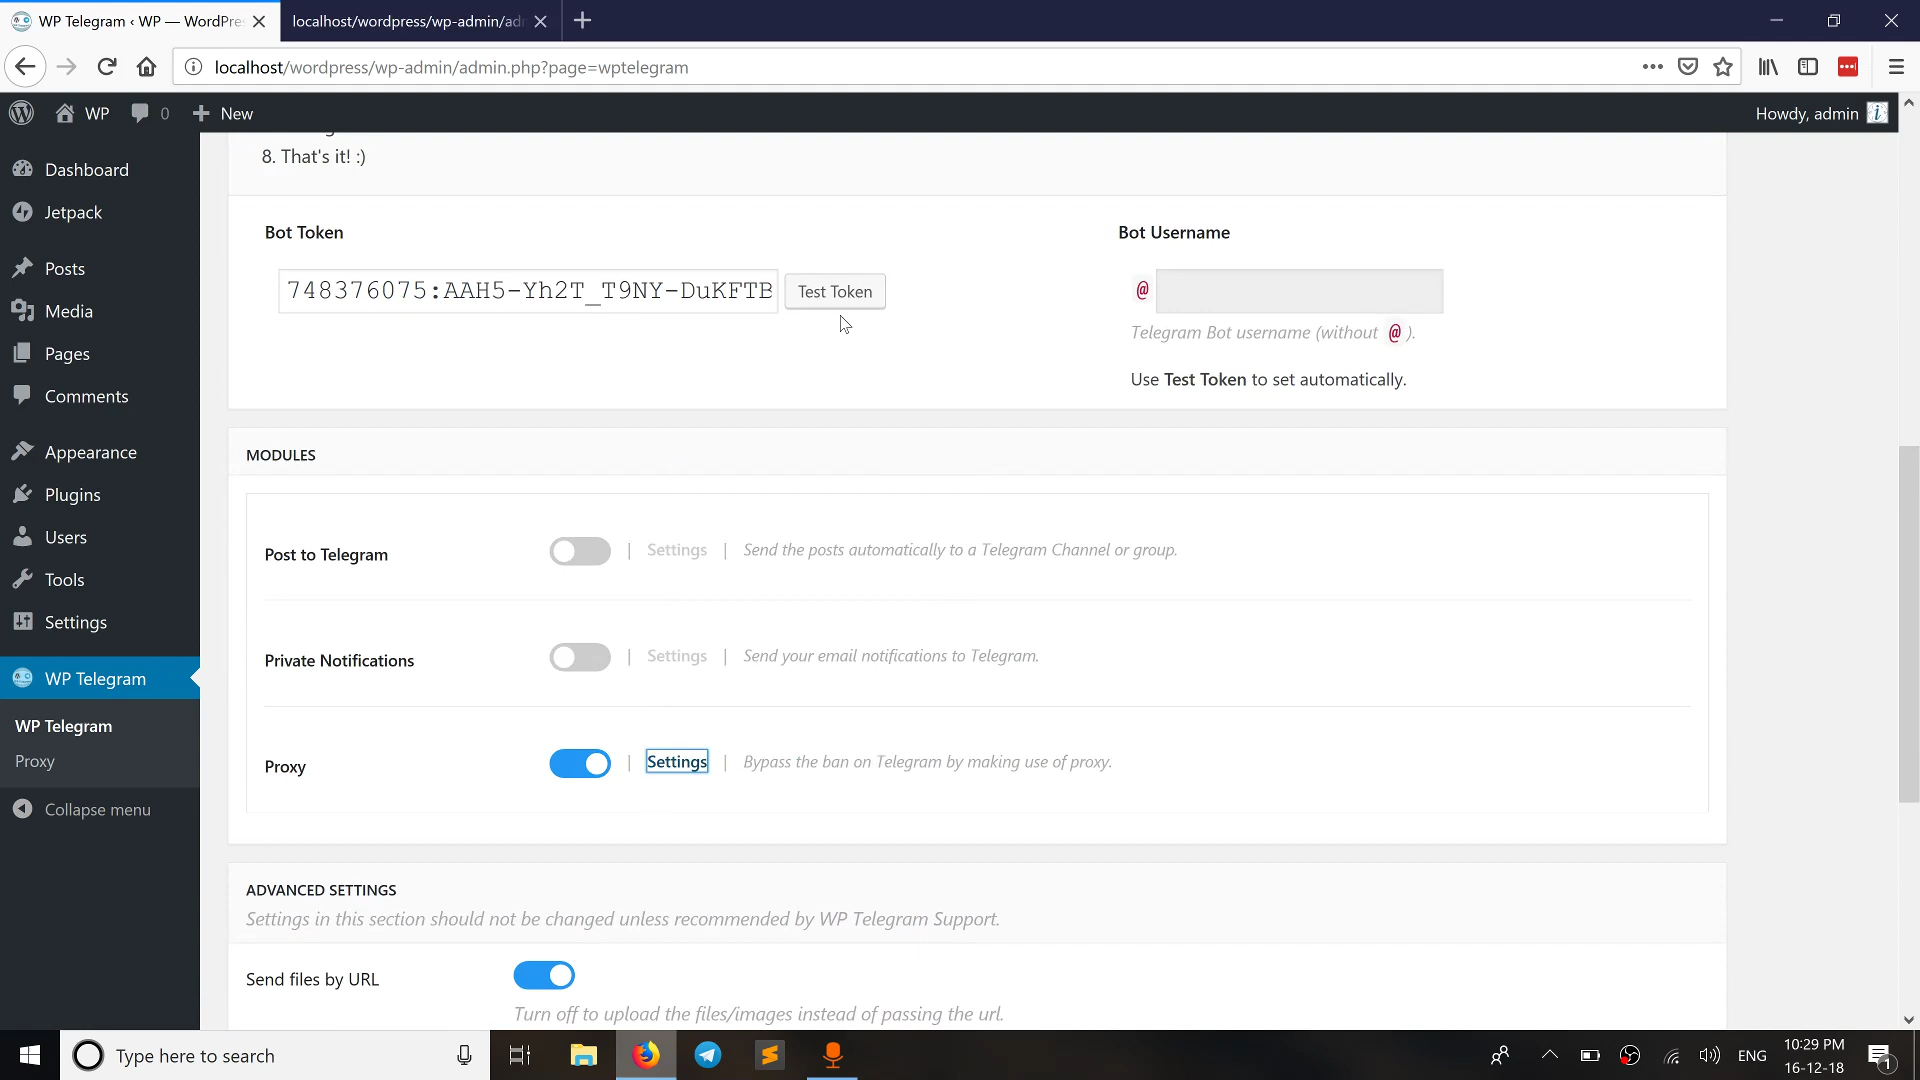 WP Telegram ‹ WP — WordPre
localhost/wordpress/wp-admin/adm
localhost/wordpress/wp-admin/admin.php?page=wptelegram
WP
0
New
Howdy, admin
Dashboard
Jetpack
Posts
Media
Pages
Comments
Appearance
Plugins
Users
Tools
Settings
WP Telegram
WP Telegram
Proxy
Collapse menu
8. That's it! :)
Bot Token
748376075:AAH5-Yh2T_T9NY-DuKFTB
Test Token
Bot Username
@
Telegram Bot username (without @ ).
Use Test Token to set automatically.
MODULES
Post to Telegram | Settings | Send the posts automatically to a Telegram Channel or group.
Private Notifications | Settings | Send your email notifications to Telegram.
Proxy | Settings | Bypass the ban on Telegram by making use of proxy.
ADVANCED SETTINGS
Settings in this section should not be changed unless recommended by WP Telegram Support.
Send files by URL
Turn off to upload the files/images instead of passing the url.
Type here to search
ENG
10:29 PM
16-12-18
1